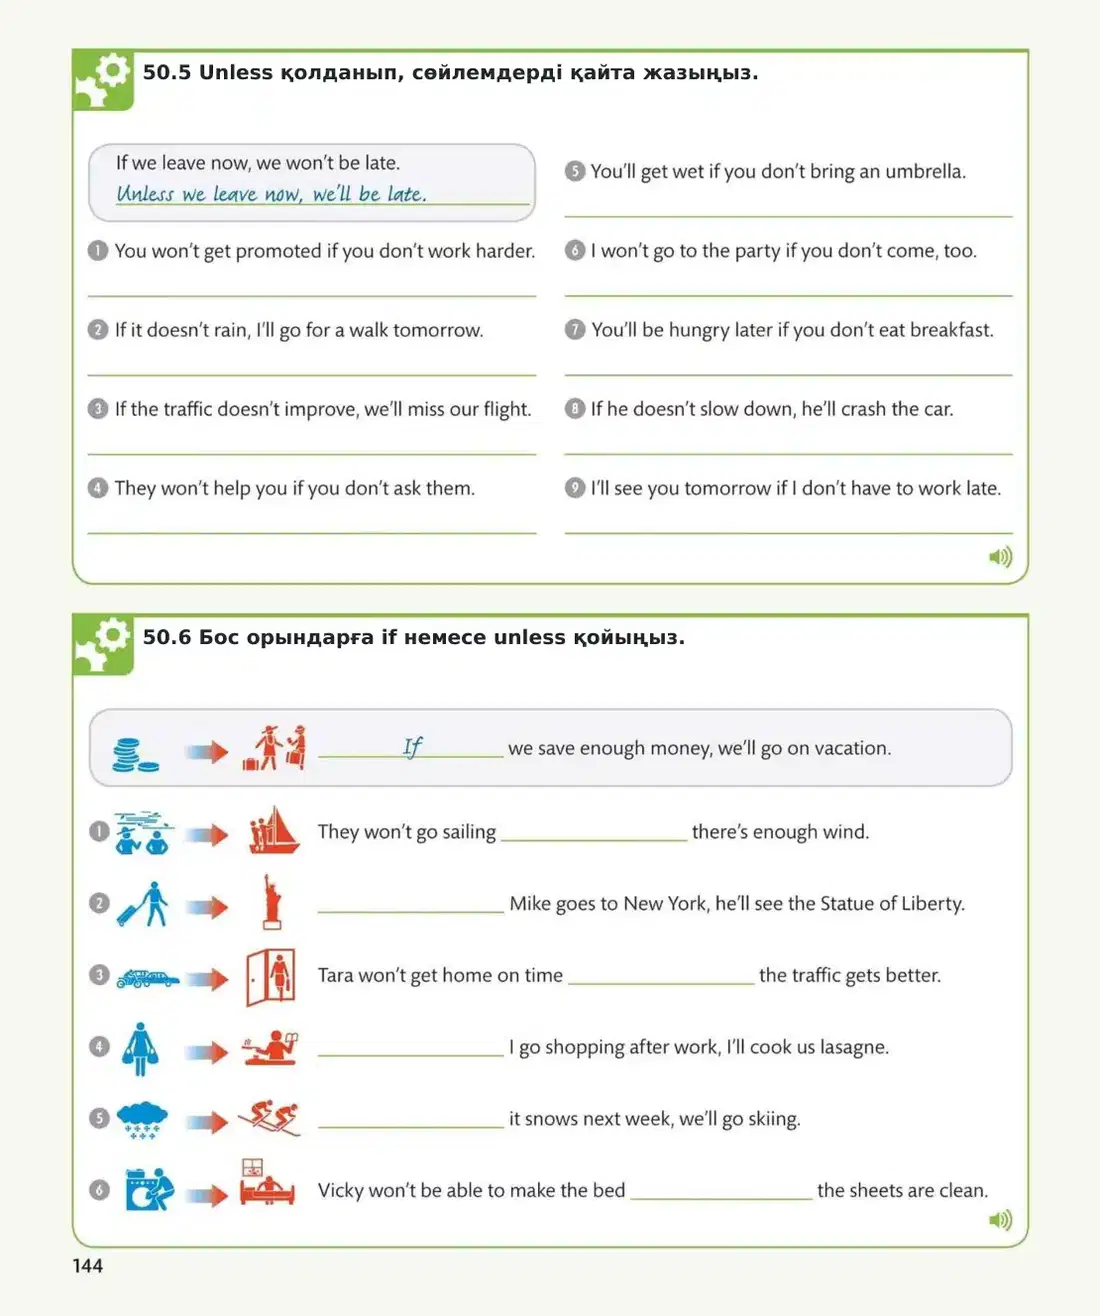 50.5 Unless қолданып, сөйлемдерді қайта жазыңыз.
If we leave now, we won't be late.
Unless we leave now, we'll be late.
1 You won't get promoted if you don't work harder.
2 If it doesn't rain, I'll go for a walk tomorrow.
3 If the traffic doesn't improve, we'll miss our flight.
4 They won't help you if you don't ask them.
5 You'll get wet if you don't bring an umbrella.
6 I won't go to the party if you don't come, too.
7 You'll be hungry later if you don't eat breakfast.
8 If he doesn't slow down, he'll crash the car.
9 I'll see you tomorrow if I don't have to work late.
50.6 Бос орындарға if немесе unless қойыңыз.
If we save enough money, we'll go on vacation.
1 They won't go sailing ____ there's enough wind.
2 ____ Mike goes to New York, he'll see the Statue of Liberty.
3 Tara won't get home on time ____ the traffic gets better.
4 ____ I go shopping after work, I'll cook us lasagne.
5 ____ it snows next week, we'll go skiing.
6 Vicky won't be able to make the bed ____ the sheets are clean.
144